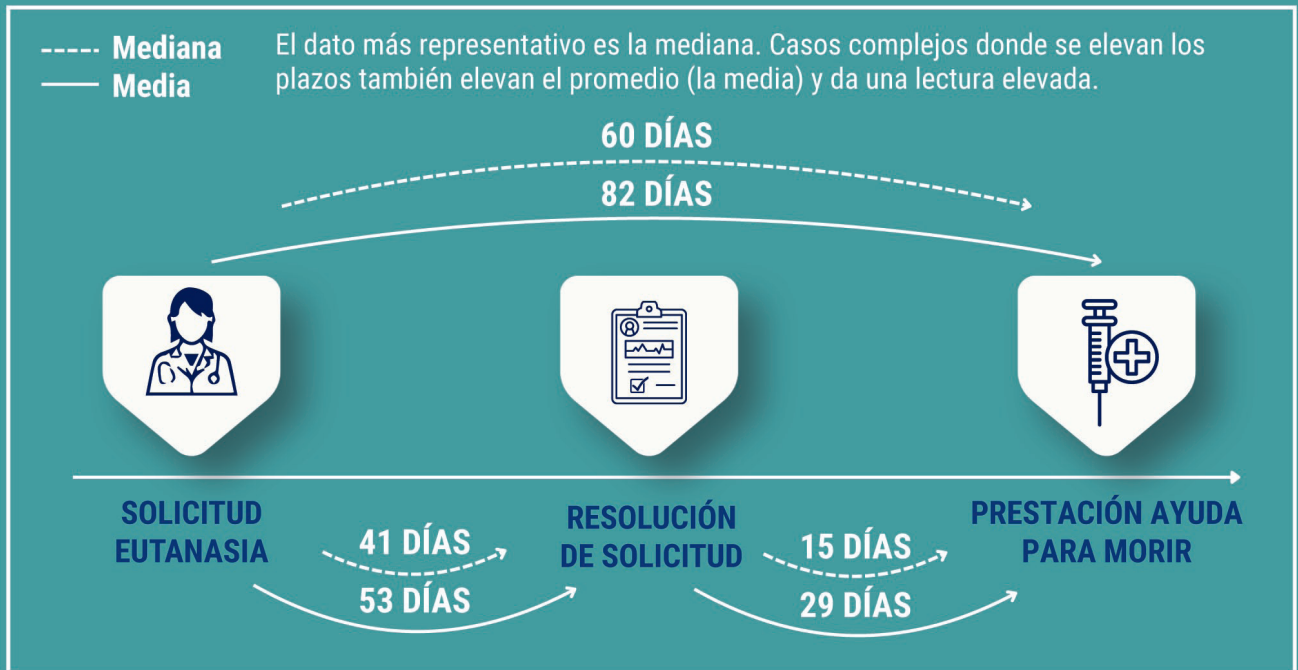 Mediana
Media
El dato más representativo es la mediana. Casos complejos donde se elevan los
plazos también elevan el promedio (la media) y da una lectura elevada.
60 DÍAS
82 DÍAS
SOLICITUD
EUTANASIA
41 DÍAS
53 DÍAS
RESOLUCIÓN
DE SOLICITUD
15 DÍAS
29 DÍAS
PRESTACIÓN AYUDA
PARA MORIR